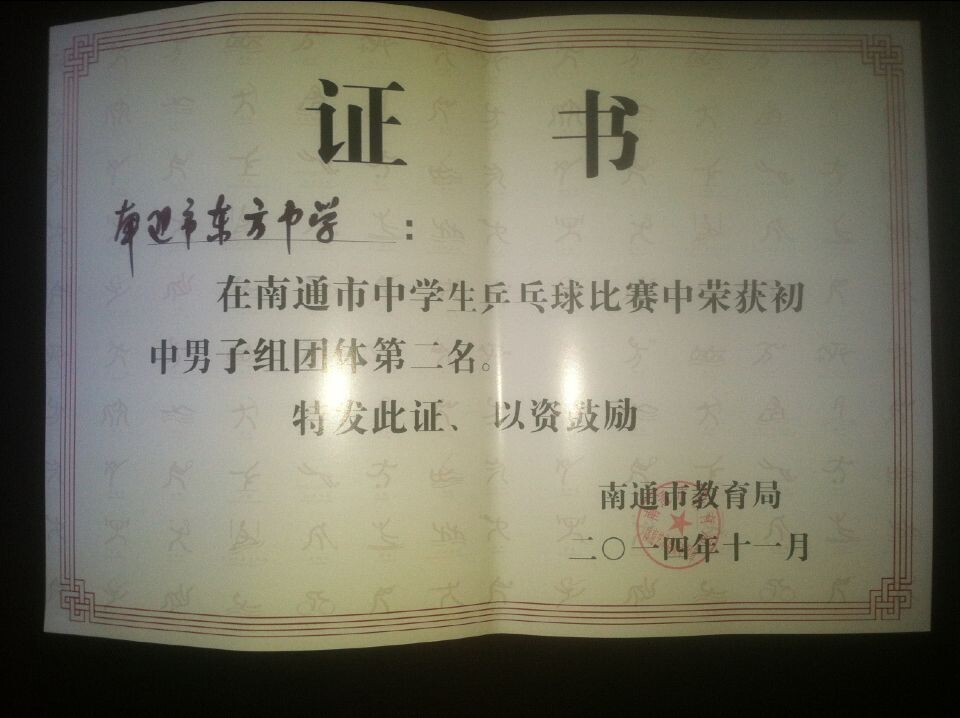 证书
南通市东方中学：
在南通市中学生乒乓球比赛中荣获初
中男子组团体第二名。
特发此证、以资鼓励
南通市教育局
二〇一四年十一月